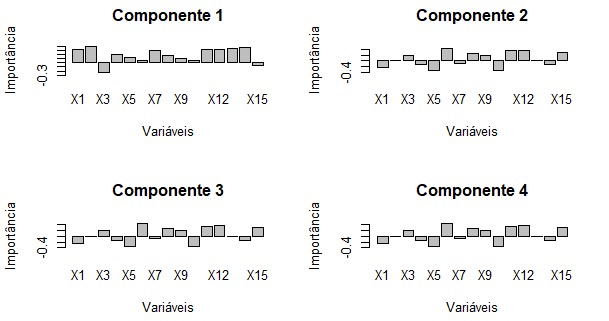 Componente 1
Importância
-0.3
X1 X3 X5 X7 X9 X12 X15
Variáveis
Componente 2
Importância
-0.4
X1 X3 X5 X7 X9 X12 X15
Variáveis
Componente 3
Importância
-0.4
X1 X3 X5 X7 X9 X12 X15
Variáveis
Componente 4
Importância
-0.4
X1 X3 X5 X7 X9 X12 X15
Variáveis